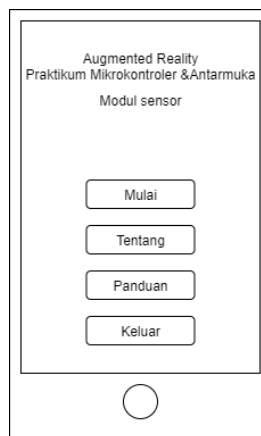 Augmented Reality
Praktikum Mikrokontroler &Antarmuka
Modul sensor
Mulai
Tentang
Panduan
Keluar